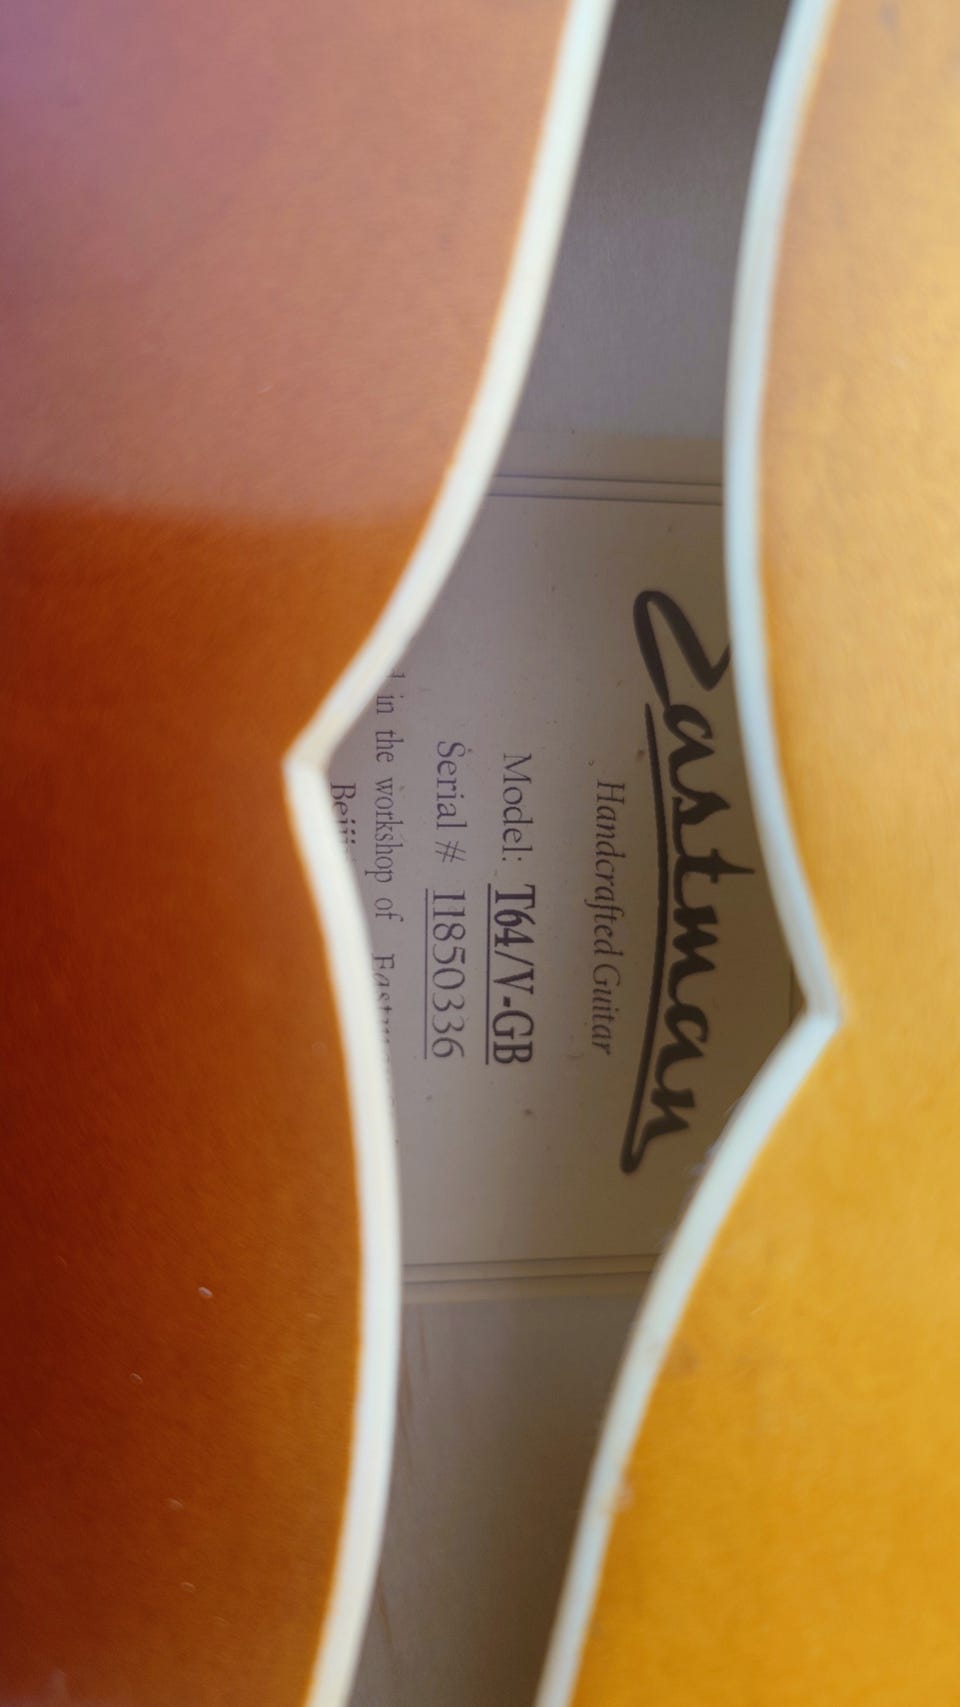 Eastman
Handcrafted Guitar
Model: T64/V-GB
Serial # 11850336
in the workshop of